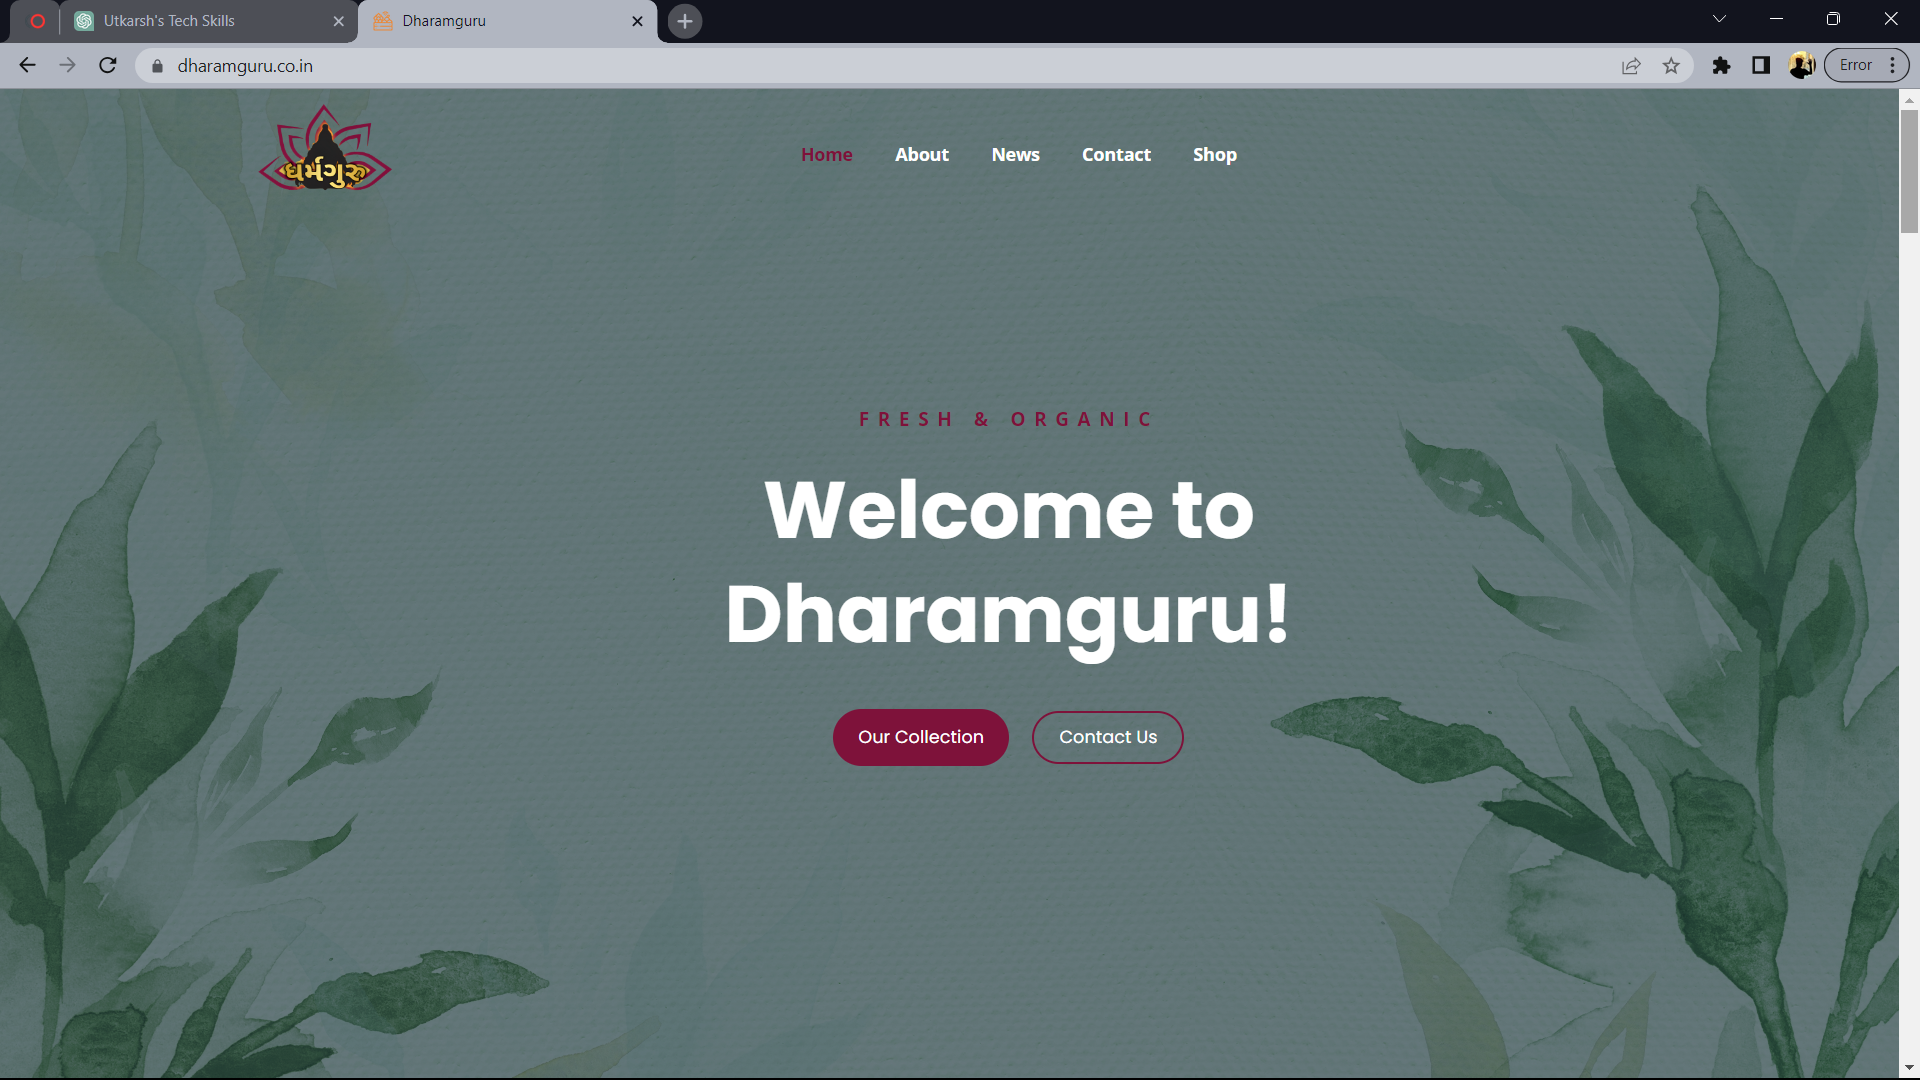 Utkarsh's Tech Skills
Dharamguru
dharamguru.co.in
Error
ધર્મગુરુ
Home
About
News
Contact
Shop
FRESH & ORGANIC
Welcome to
Dharamguru!
Our Collection
Contact Us